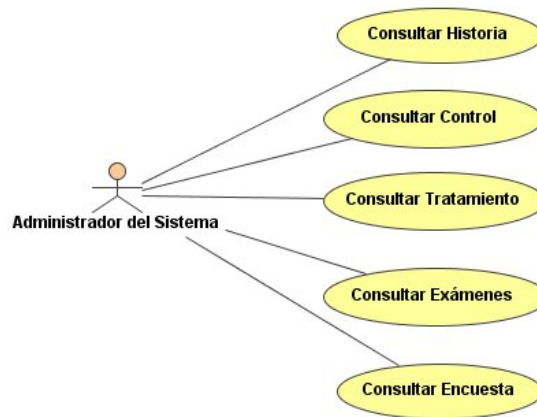 Consultar Historia
Consultar Control
Consultar Tratamiento
Administrador del Sistema
Consultar Exámenes
Consultar Encuesta